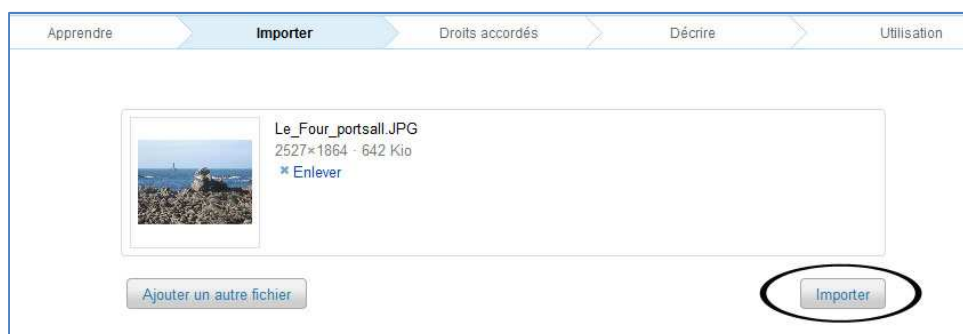 Apprendre Importer Droits accordés Décrire Utilisation
Le_Four_portsall.JPG
2527×1864 · 642 Kio
Enlever
Ajouter un autre fichier Importer